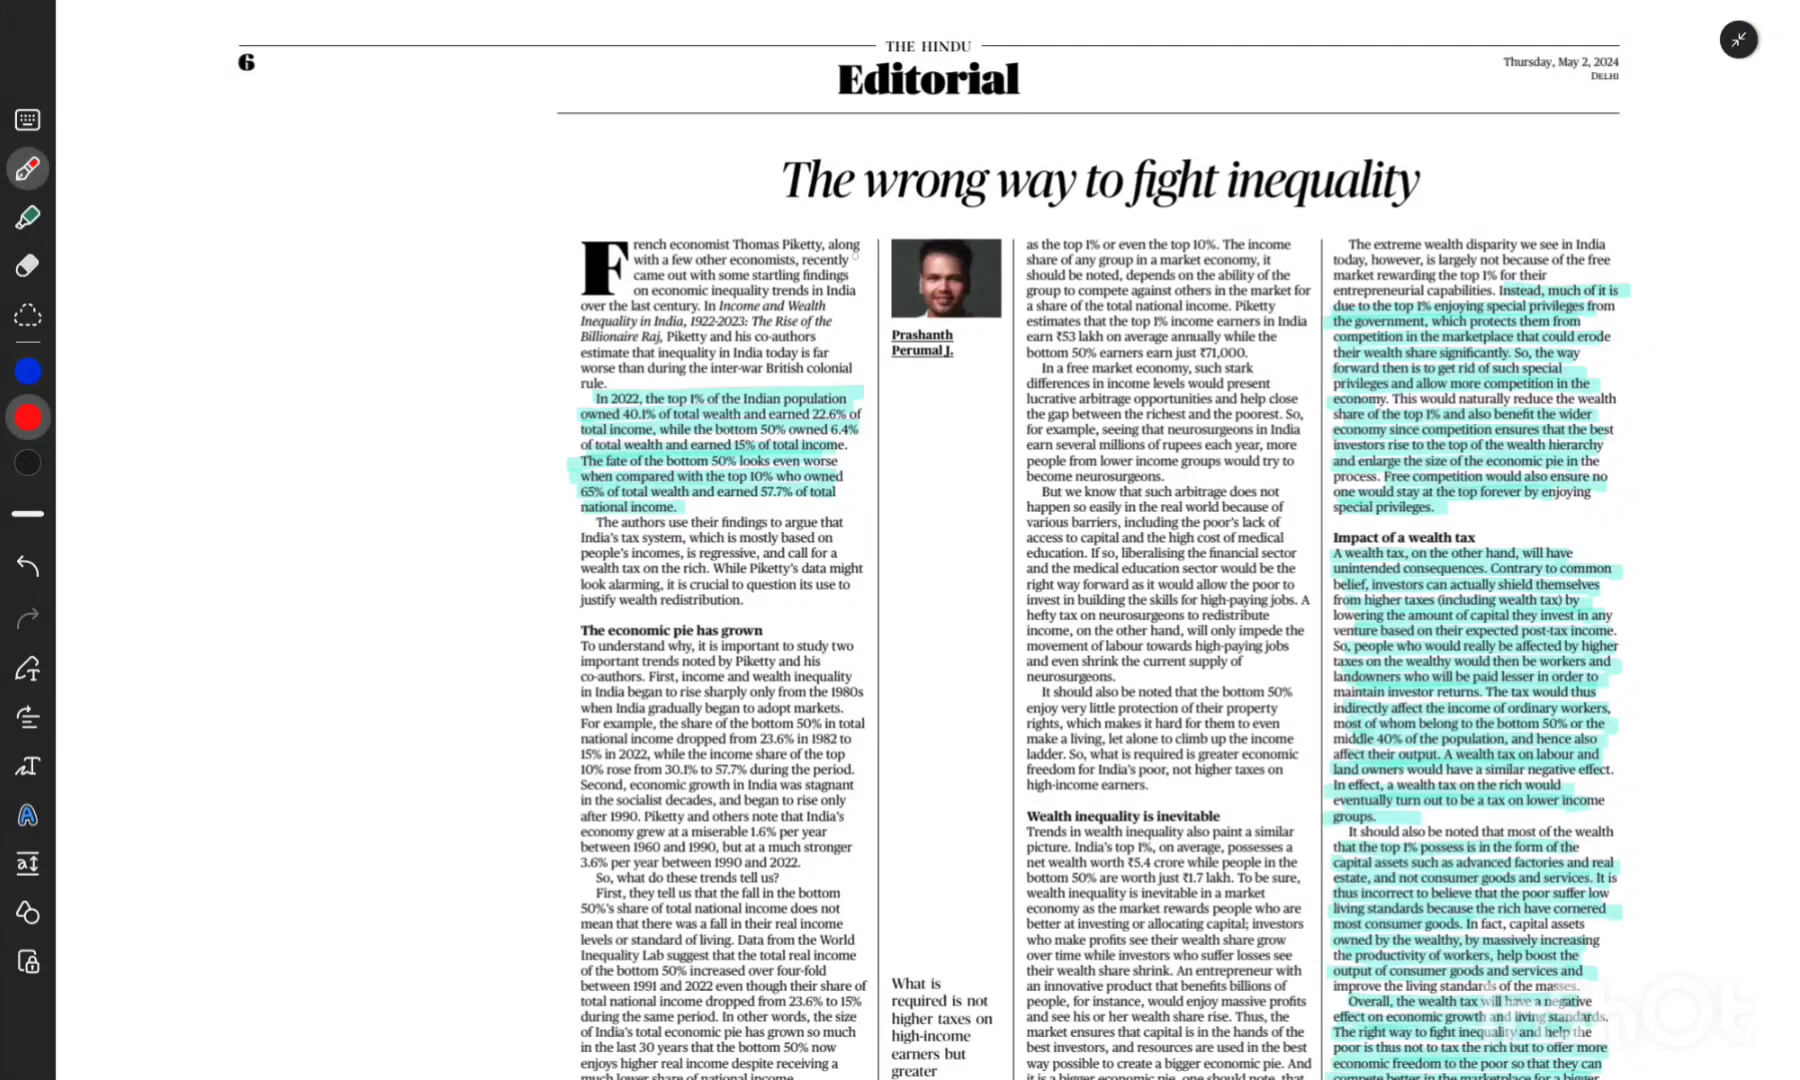 THE HINDU
6
Editorial
Thursday, May 2, 2024
DELHI
The wrong way to fight inequality
French economist Thomas Piketty, along
with a few other economists, recently
came out with some startling findings
on economic inequality trends in India
over the last century. In Income and Wealth
Inequality in India, 1922-2023: The Rise of the
Billionaire Raj, Piketty and his co-authors
estimate that inequality in India today is far
worse than during the inter-war British colonial
rule.
In 2022, the top 1% of the Indian population
owned 40.1% of total wealth and earned 22.6% of
total income, while the bottom 50% owned 6.4%
of total wealth and earned 15% of total income.
The fate of the bottom 50% looks even worse
when compared with the top 10% who owned
65% of total wealth and earned 57.7% of total
national income.
The authors use their findings to argue that
India's tax system, which is mostly based on
people's incomes, is regressive, and call for a
wealth tax on the rich. While Piketty's data might
look alarming, it is crucial to question its use to
justify wealth redistribution.
The economic pie has grown
To understand why, it is important to study two
important trends noted by Piketty and his
co-authors. First, income and wealth inequality
in India began to rise sharply only from the 1980s
when India gradually began to adopt markets.
For example, the share of the bottom 50% in total
national income dropped from 23.6% in 1982 to
15% in 2022, while the income share of the top
10% rose from 30.1% to 57.7% during the period.
Second, economic growth in India was stagnant
in the socialist decades, and began to rise only
after 1990. Piketty and others note that India's
economy grew at a miserable 1.6% per year
between 1960 and 1990, but at a much stronger
3.6% per year between 1990 and 2022.
So, what do these trends tell us?
First, they tell us that the fall in the bottom
50%'s share of total national income does not
mean that there was a fall in their real income
levels or standard of living. Data from the World
Inequality Lab suggest that the total real income
of the bottom 50% increased over four-fold
between 1991 and 2022 even though their share of
total national income dropped from 23.6% to 15%
during the same period. In other words, the size
of India's total economic pie has grown so much
in the last 30 years that the bottom 50% now
enjoys higher real income despite receiving a
much lower share of national income.
Prashanth
Perumal J.
What is
required is not
higher taxes on
high-income
earners but
greater
as the top 1% or even the top 10%. The income
share of any group in a market economy, it
should be noted, depends on the ability of the
group to compete against others in the market for
a share of the total national income. Piketty
estimates that the top 1% income earners in India
earn ₹53 lakh on average annually while the
bottom 50% earners earn just ₹71,000.
In a free market economy, such stark
differences in income levels would present
lucrative arbitrage opportunities and help close
the gap between the richest and the poorest. So,
for example, seeing that neurosurgeons in India
earn several millions of rupees each year, more
people from lower income groups would try to
become neurosurgeons.
But we know that such arbitrage does not
happen so easily in the real world because of
various barriers, including the poor's lack of
access to capital and the high cost of medical
education. If so, liberalising the financial sector
and the medical education sector would be the
right way forward as it would allow the poor to
invest in building the skills for high-paying jobs. A
hefty tax on neurosurgeons to redistribute
income, on the other hand, will only impede the
movement of labour towards high-paying jobs
and even shrink the current supply of
neurosurgeons.
It should also be noted that the bottom 50%
enjoy very little protection of their property
rights, which makes it hard for them to even
make a living, let alone to climb up the income
ladder. So, what is required is greater economic
freedom for India's poor, not higher taxes on
high-income earners.
Wealth inequality is inevitable
Trends in wealth inequality also paint a similar
picture. India's top 1%, on average, possesses a
net wealth worth ₹5.4 crore while people in the
bottom 50% are worth just ₹1.7 lakh. To be sure,
wealth inequality is inevitable in a market
economy as the market rewards people who are
better at investing or allocating capital; investors
who make profits see their wealth share grow
over time while investors who suffer losses see
their wealth share shrink. An entrepreneur with
an innovative product that benefits billions of
people, for instance, would enjoy massive profits
and see his or her wealth share rise. Thus, the
market ensures that capital is in the hands of the
best investors, and resources are used in the best
way possible to create a bigger economic pie. And
it is a bigger economic pie, one should note, that
The extreme wealth disparity we see in India
today, however, is largely not because of the free
market rewarding the top 1% for their
entrepreneurial capabilities. Instead, much of it is
due to the top 1% enjoying special privileges from
the government, which protects them from
competition in the marketplace that could erode
their wealth share significantly. So, the way
forward then is to get rid of such special
privileges and allow more competition in the
economy. This would naturally reduce the wealth
share of the top 1% and also benefit the wider
economy since competition ensures that the best
investors rise to the top of the wealth hierarchy
and enlarge the size of the economic pie in the
process. Free competition would also ensure no
one would stay at the top forever by enjoying
special privileges.
Impact of a wealth tax
A wealth tax, on the other hand, will have
unintended consequences. Contrary to common
belief, investors can actually shield themselves
from higher taxes (including wealth tax) by
lowering the amount of capital they invest in any
venture based on their expected post-tax income.
So, people who would really be affected by higher
taxes on the wealthy would then be workers and
landowners who will be paid lesser in order to
maintain investor returns. The tax would thus
indirectly affect the income of ordinary workers,
most of whom belong to the bottom 50% or the
middle 40% of the population, and hence also
affect their output. A wealth tax on labour and
land owners would have a similar negative effect.
In effect, a wealth tax on the rich would
eventually turn out to be a tax on lower income
groups.
It should also be noted that most of the wealth
that the top 1% possess is in the form of the
capital assets such as advanced factories and real
estate, and not consumer goods and services. It is
thus incorrect to believe that the poor suffer low
living standards because the rich have cornered
most consumer goods. In fact, capital assets
owned by the wealthy, by massively increasing
the productivity of workers, help boost the
output of consumer goods and services and
improve the living standards of the masses.
Overall, the wealth tax will have a negative
effect on economic growth and living standards.
The right way to fight inequality and help the
poor is thus not to tax the rich but to offer more
economic freedom to the poor so that they can
compete better in the marketplace for a bigger